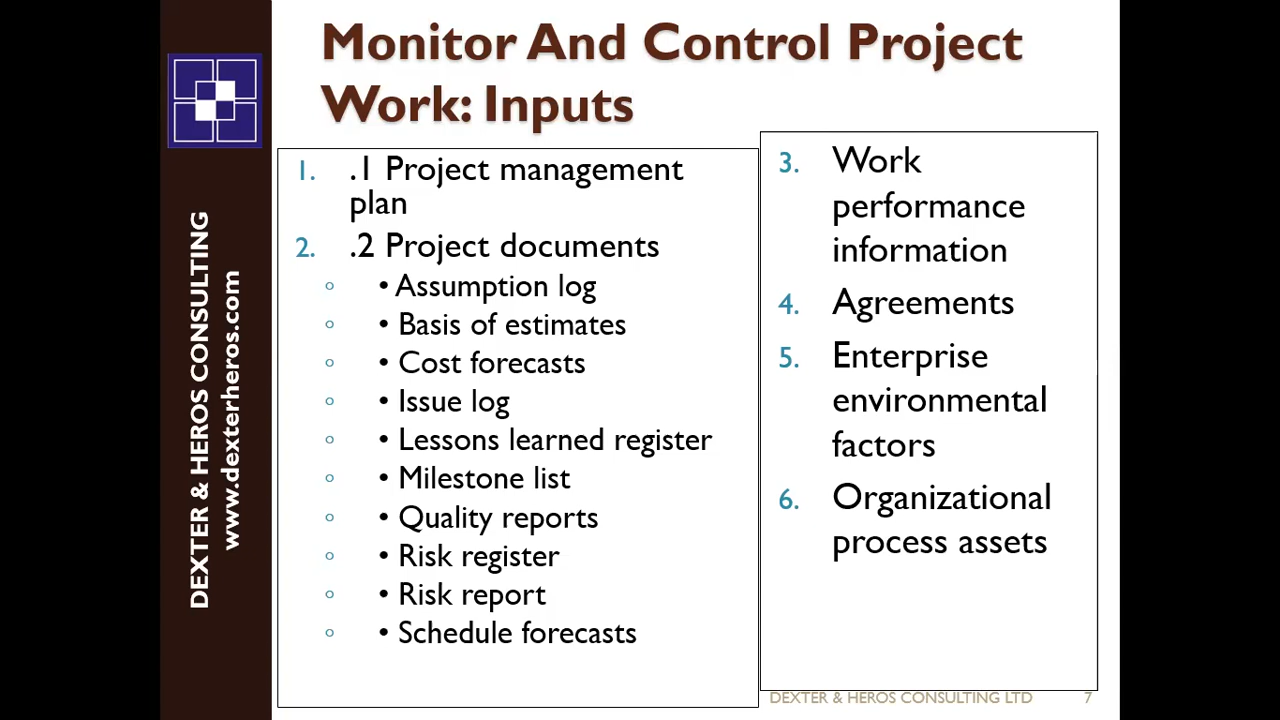 Monitor And Control Project
Work: Inputs
DEXTER & HEROS CONSULTING
www.dexterheros.com
1. .1 Project management
plan
2. .2 Project documents
• Assumption log
• Basis of estimates
• Cost forecasts
• Issue log
• Lessons learned register
• Milestone list
• Quality reports
• Risk register
• Risk report
• Schedule forecasts
3. Work
performance
information
4. Agreements
5. Enterprise
environmental
factors
6. Organizational
process assets
DEXTER & HEROS CONSULTING LTD 7